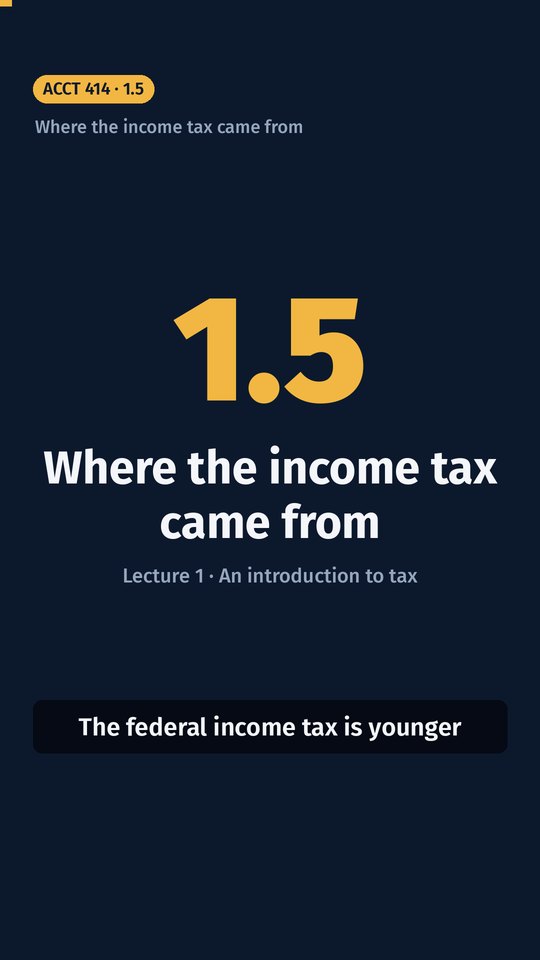 ACCT 414 · 1.5
Where the income tax came from
1.5
Where the income tax
came from
Lecture 1 · An introduction to tax
The federal income tax is younger